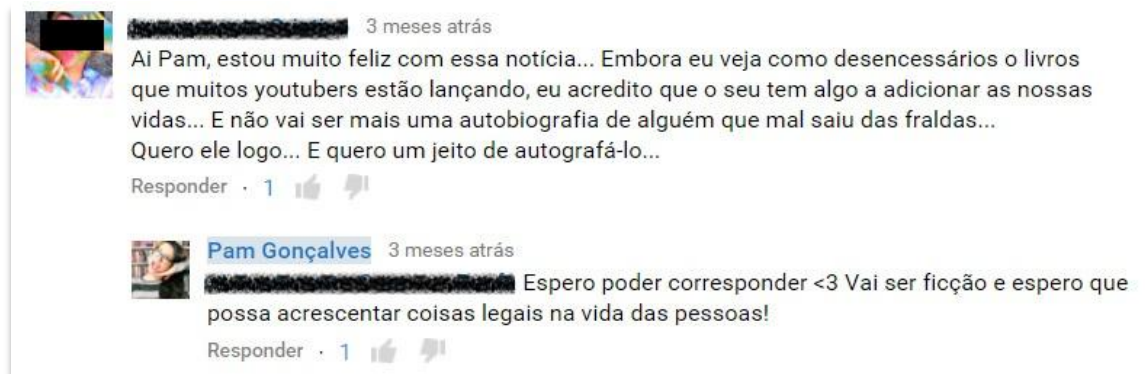 3 meses atrás
Ai Pam, estou muito feliz com essa notícia... Embora eu veja como desencessários o livros
que muitos youtubers estão lançando, eu acredito que o seu tem algo a adicionar as nossas
vidas... E não vai ser mais uma autobiografia de alguém que mal saiu das fraldas...
Quero ele logo... E quero um jeito de autografá-lo...
Responder · 1
Pam Gonçalves 3 meses atrás
Espero poder corresponder <3 Vai ser ficção e espero que
possa acrescentar coisas legais na vida das pessoas!
Responder · 1